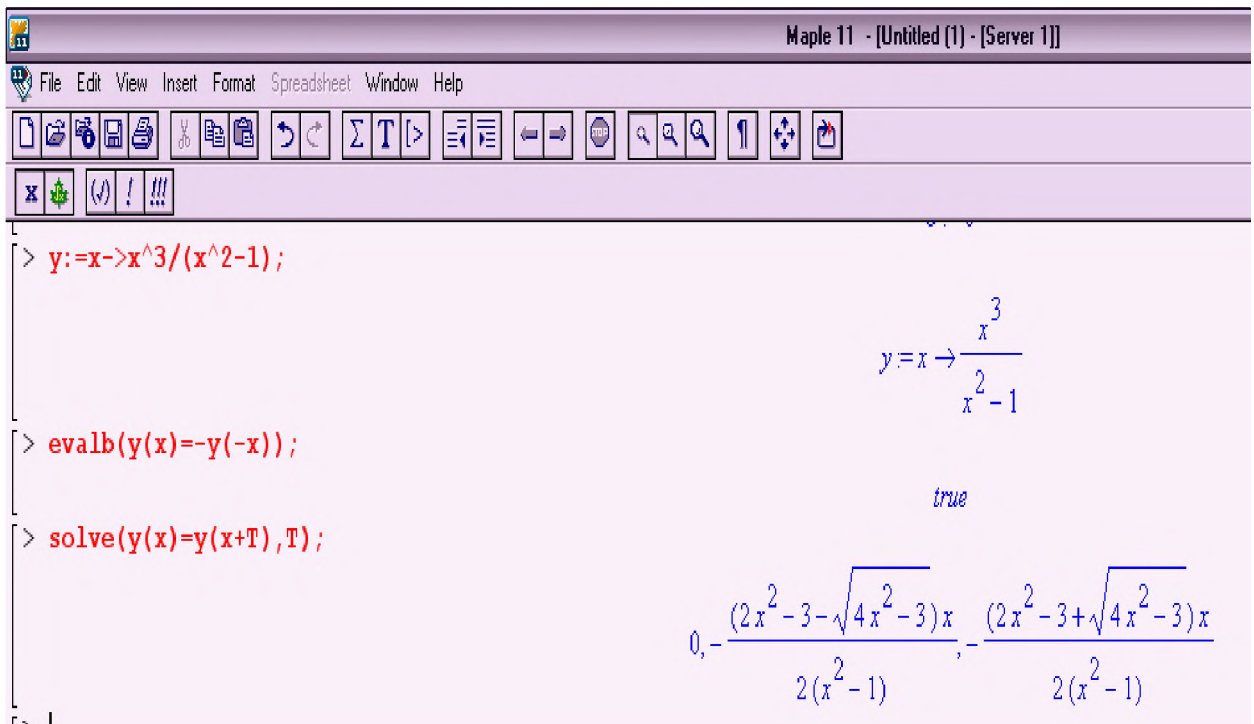 Maple 11 - [Untitled (1) - [Server 1]]
File Edit View Insert Format Spreadsheet Window Help
> y:=x->x^3/(x^2-1);
y := x → x^3/(x^2 - 1)
> evalb(y(x)=-y(-x));
true
> solve(y(x)=y(x+T),T);
0, -((2x^2 - 3 - √(4x^2 - 3)) x)/(2(x^2 - 1)), -((2x^2 - 3 + √(4x^2 - 3)) x)/(2(x^2 - 1))